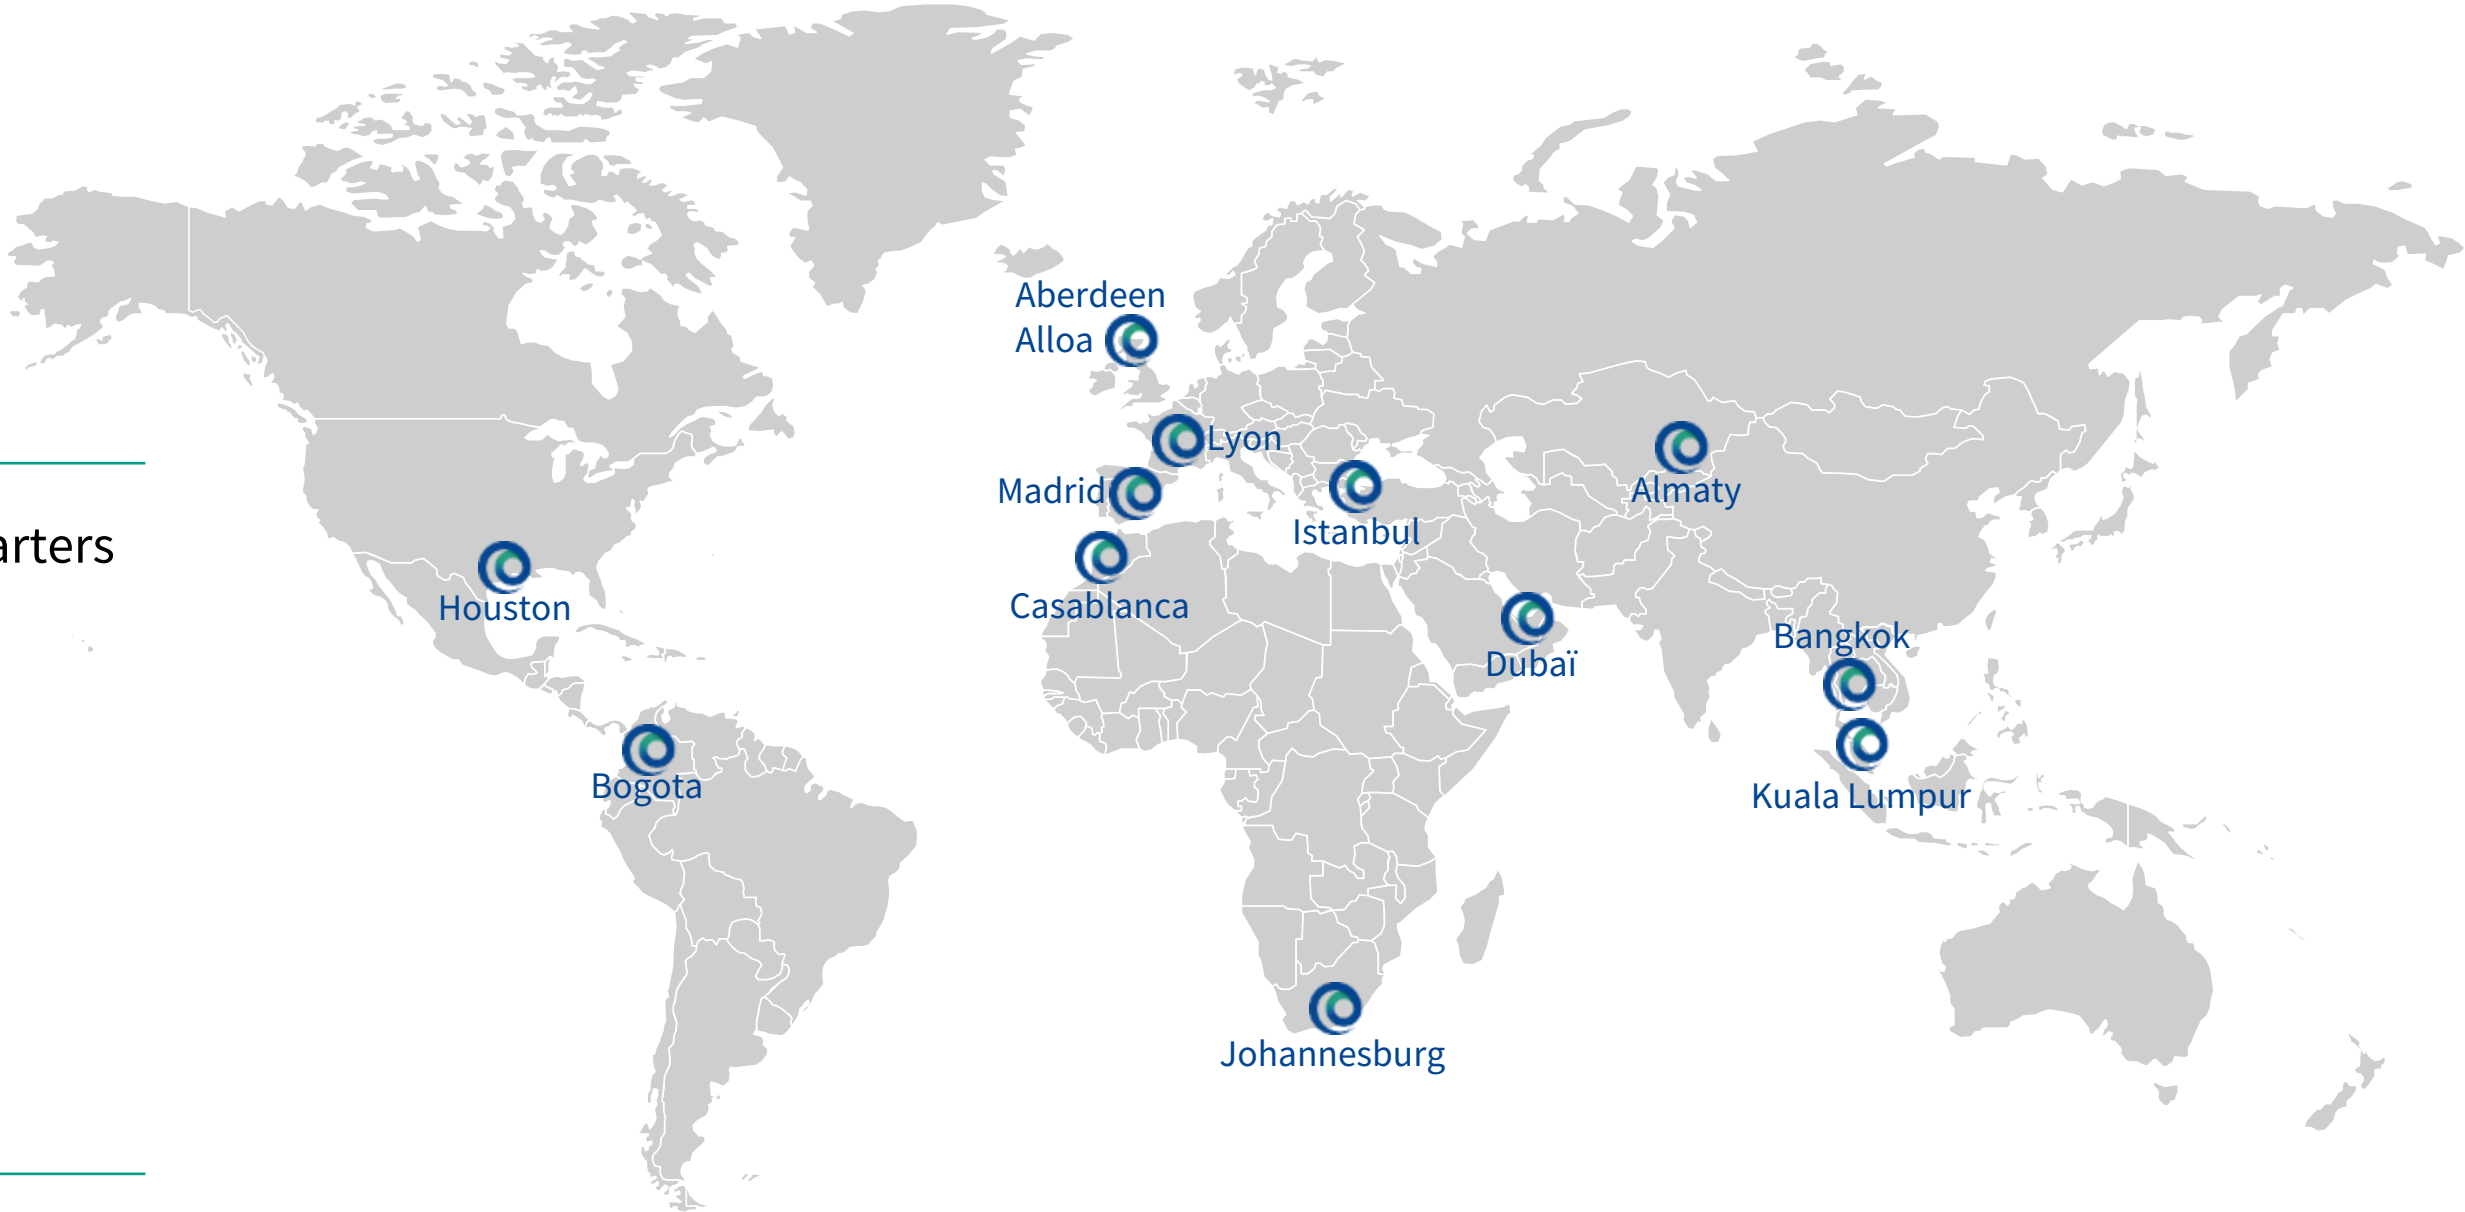 arters
Aberdeen
Alloa
Lyon
Madrid
Istanbul
Almaty
Houston
Casablanca
Dubaï
Bangkok
Bogota
Kuala Lumpur
Johannesburg